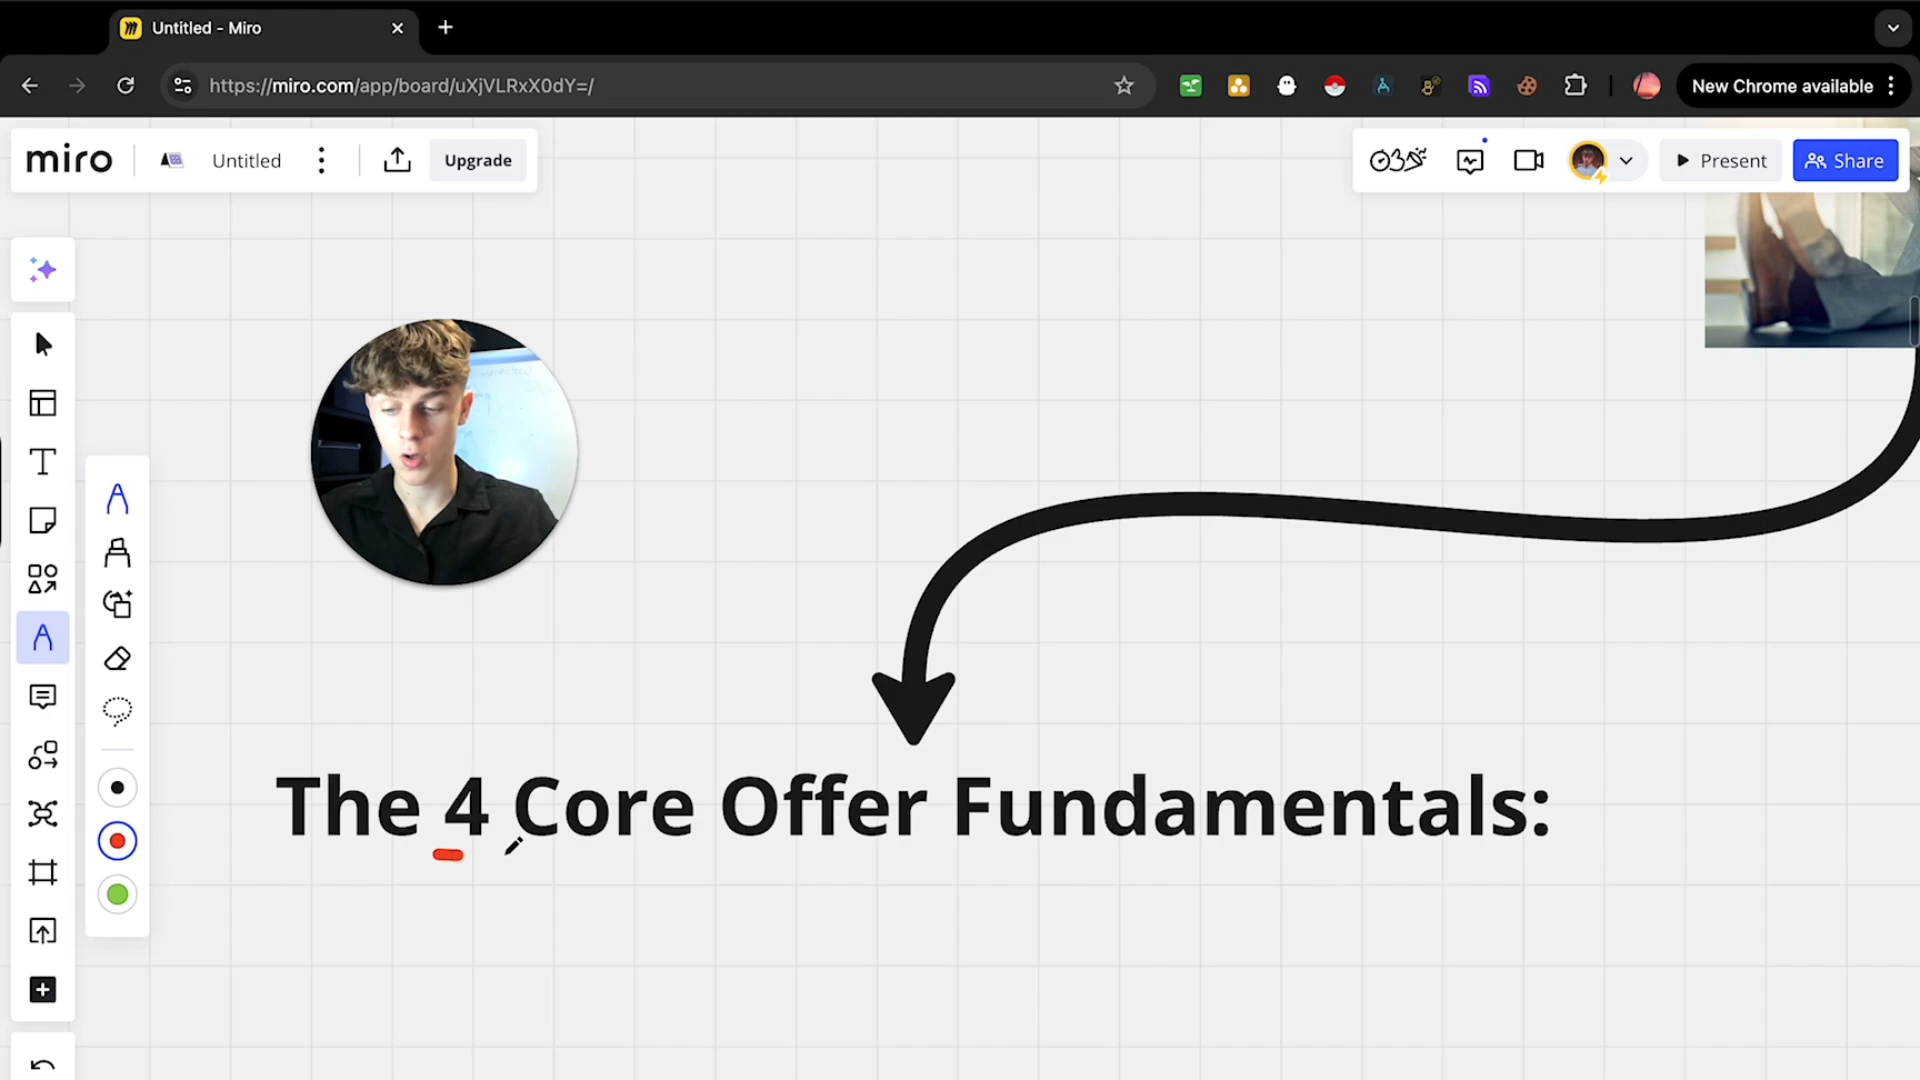 Untitled - Miro
https://miro.com/app/board/uXjVLRxX0dY=/
New Chrome available
miro
Untitled
Upgrade
Present
Share
The 4 Core Offer Fundamentals: